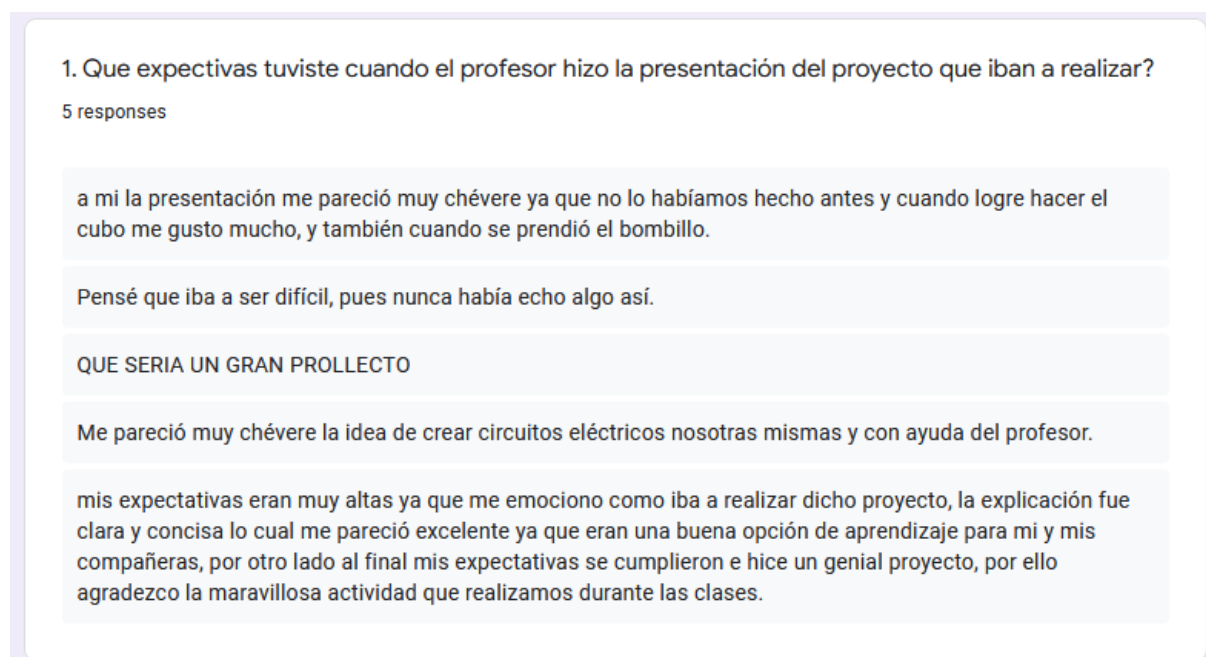 1. Que expectivas tuviste cuando el profesor hizo la presentación del proyecto que iban a realizar?
5 responses
a mi la presentación me pareció muy chévere ya que no lo habíamos hecho antes y cuando logre hacer el
cubo me gusto mucho, y también cuando se prendió el bombillo.
Pensé que iba a ser difícil, pues nunca había echo algo así.
QUE SERIA UN GRAN PROLLECTO
Me pareció muy chévere la idea de crear circuitos eléctricos nosotras mismas y con ayuda del profesor.
mis expectativas eran muy altas ya que me emociono como iba a realizar dicho proyecto, la explicación fue
clara y concisa lo cual me pareció excelente ya que eran una buena opción de aprendizaje para mi y mis
compañeras, por otro lado al final mis expectativas se cumplieron e hice un genial proyecto, por ello
agradezco la maravillosa actividad que realizamos durante las clases.